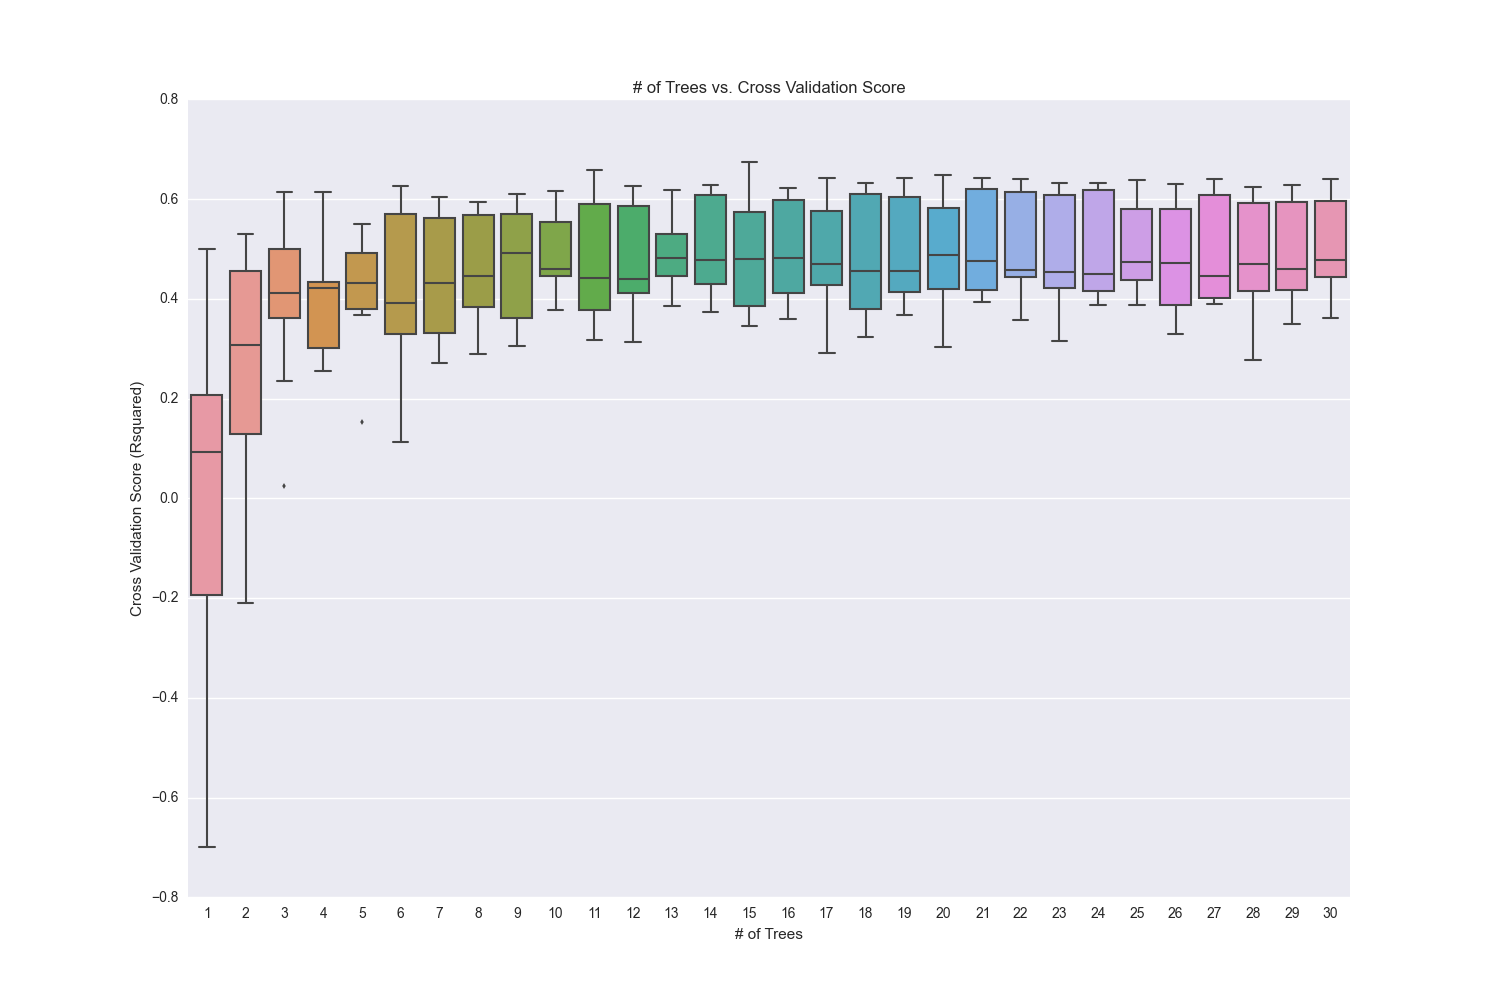 # of Trees vs. Cross Validation Score
0.8
0.6
0.4
0.2
0.0
−0.2
−0.4
−0.6
−0.8
Cross Validation Score (Rsquared)
1 2 3 4 5 6 7 8 9 10 11 12 13 14 15 16 17 18 19 20 21 22 23 24 25 26 27 28 29 30
# of Trees